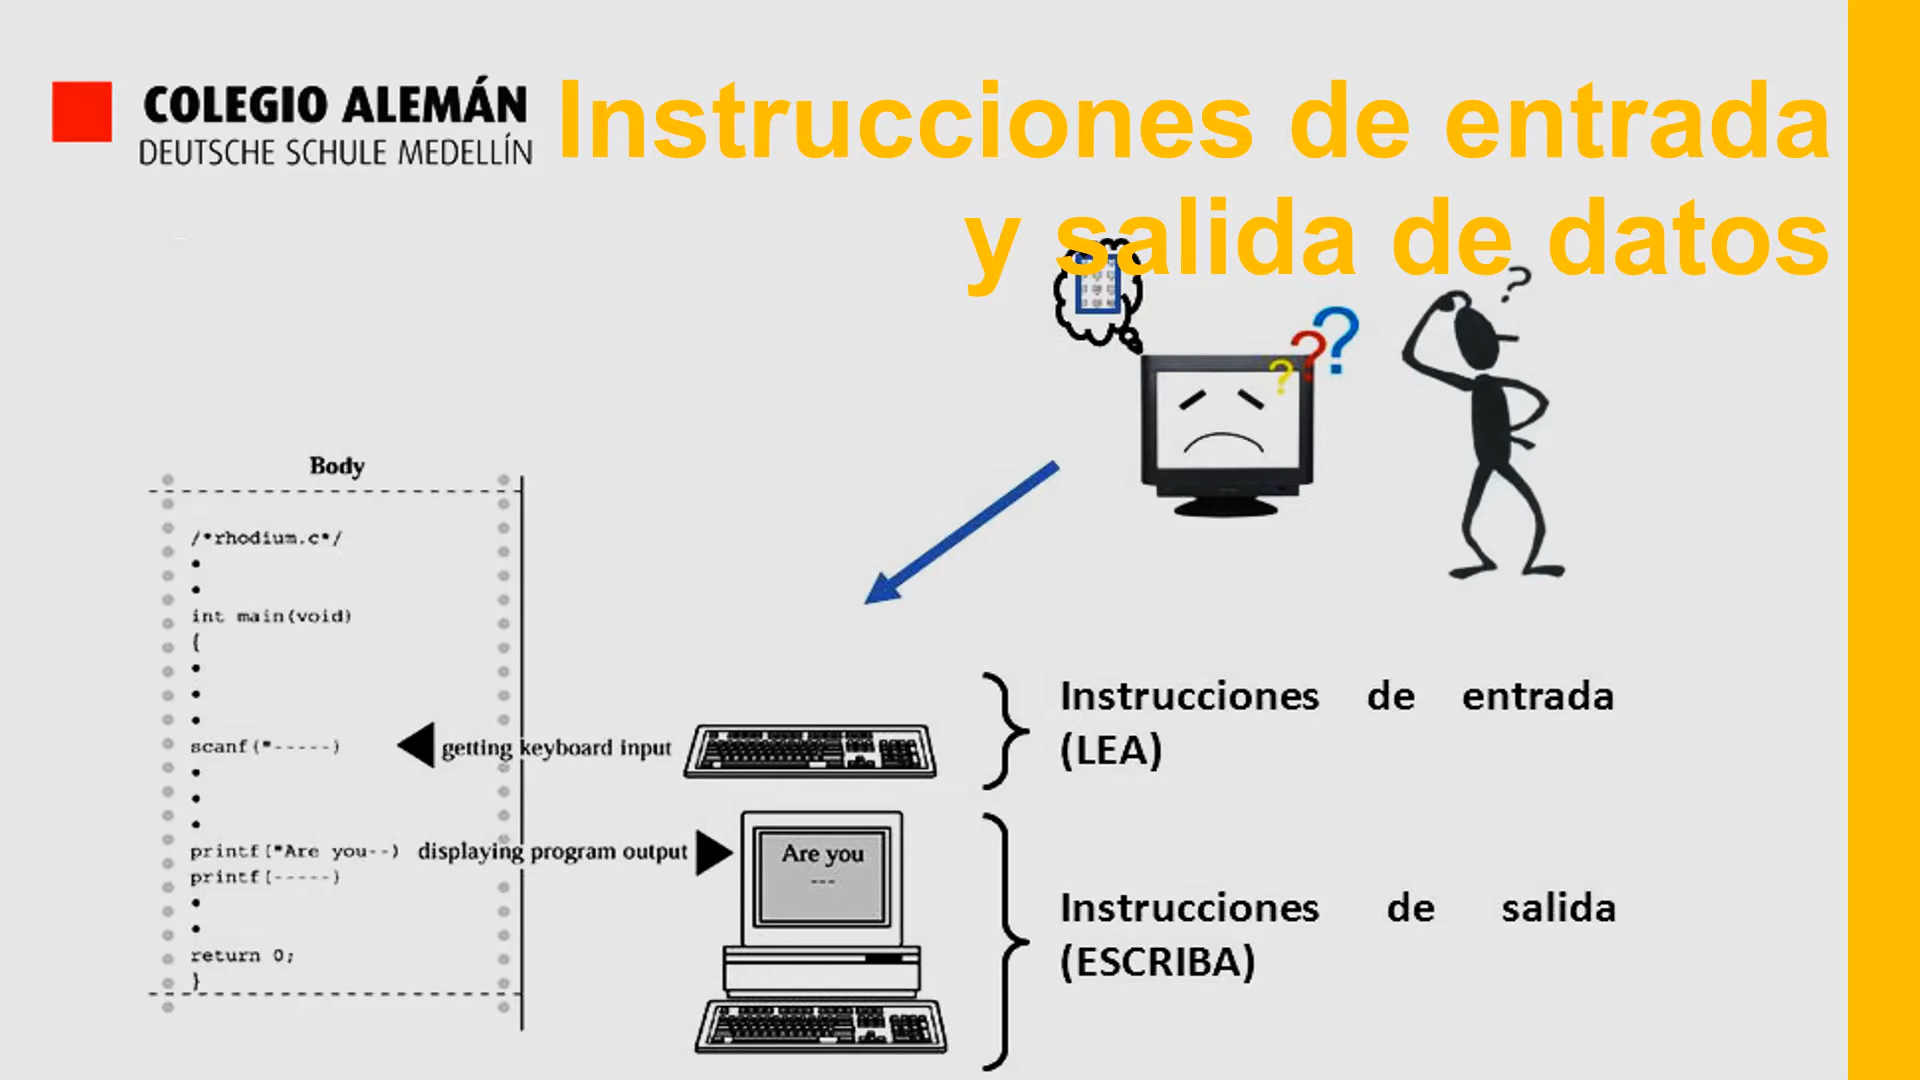 COLEGIO ALEMÁN
DEUTSCHE SCHULE MEDELLÍN
Instrucciones de entrada
y salida de datos
?
? ? ?
Body
/*rhodium.c*/
int main(void)
{
scanf("-----)
getting keyboard input
Instrucciones de entrada
(LEA)
printf("Are you--)
displaying program output
printf(-----)
Are you
---
Instrucciones de salida
(ESCRIBA)
return 0;
}